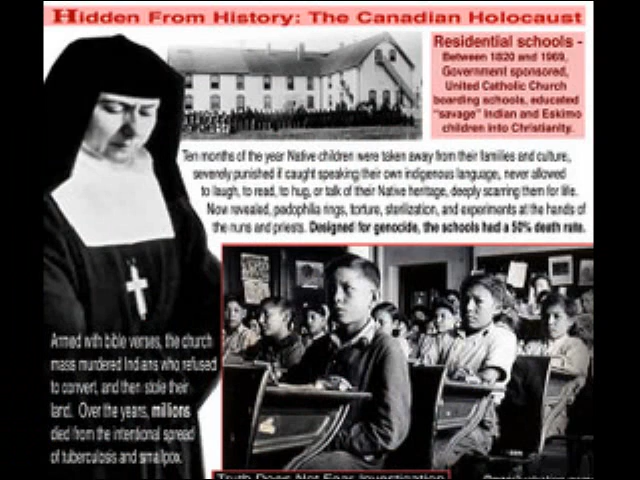 Hidden From History: The Canadian Holocaust
Residential schools -
Between 1820 and 1969,
Government sponsored,
United Catholic Church
boarding schools, educated
"savage" Indian and Eskimo
children into Christianity.
Ten months of the year Native children were taken away from their families and culture,
severely punished if caught speaking their own indigenous language, never allowed
to laugh, to read, to hug, or talk of their Native heritage, deeply scarring them for life.
Now revealed, pedophilia rings, torture, sterilization, and experiments at the hands of
the nuns and priests. Designed for genocide, the schools had a 50% death rate.
Armed with bible verses, the church
mass murdered Indians who refused
to convert, and then stole their
land. Over the years, millions
died from the intentional spread
of tuberculosis and smallpox.
Truth Does Not Fear Investigation